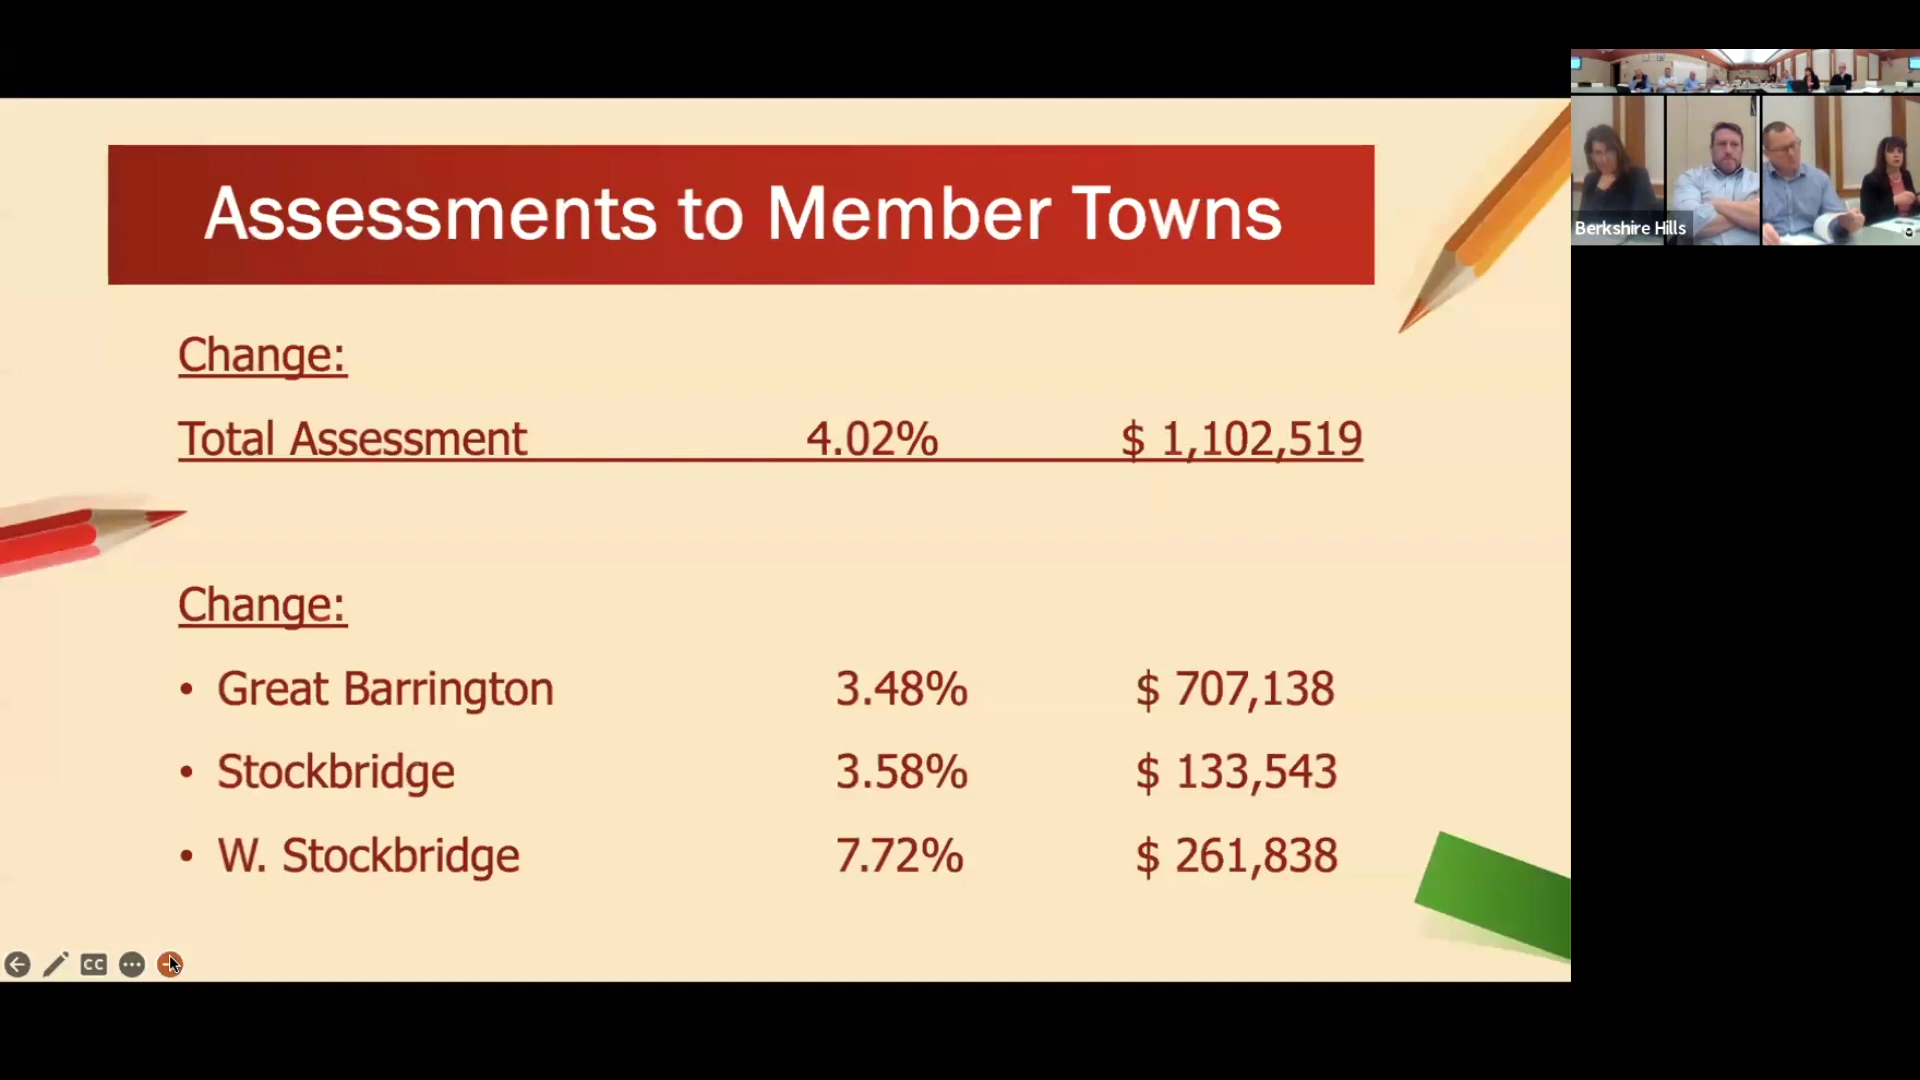 Assessments to Member Towns
Change:
Total Assessment 4.02% $ 1,102,519
Change:
• Great Barrington 3.48% $ 707,138
• Stockbridge 3.58% $ 133,543
• W. Stockbridge 7.72% $ 261,838
CC
Berkshire Hills